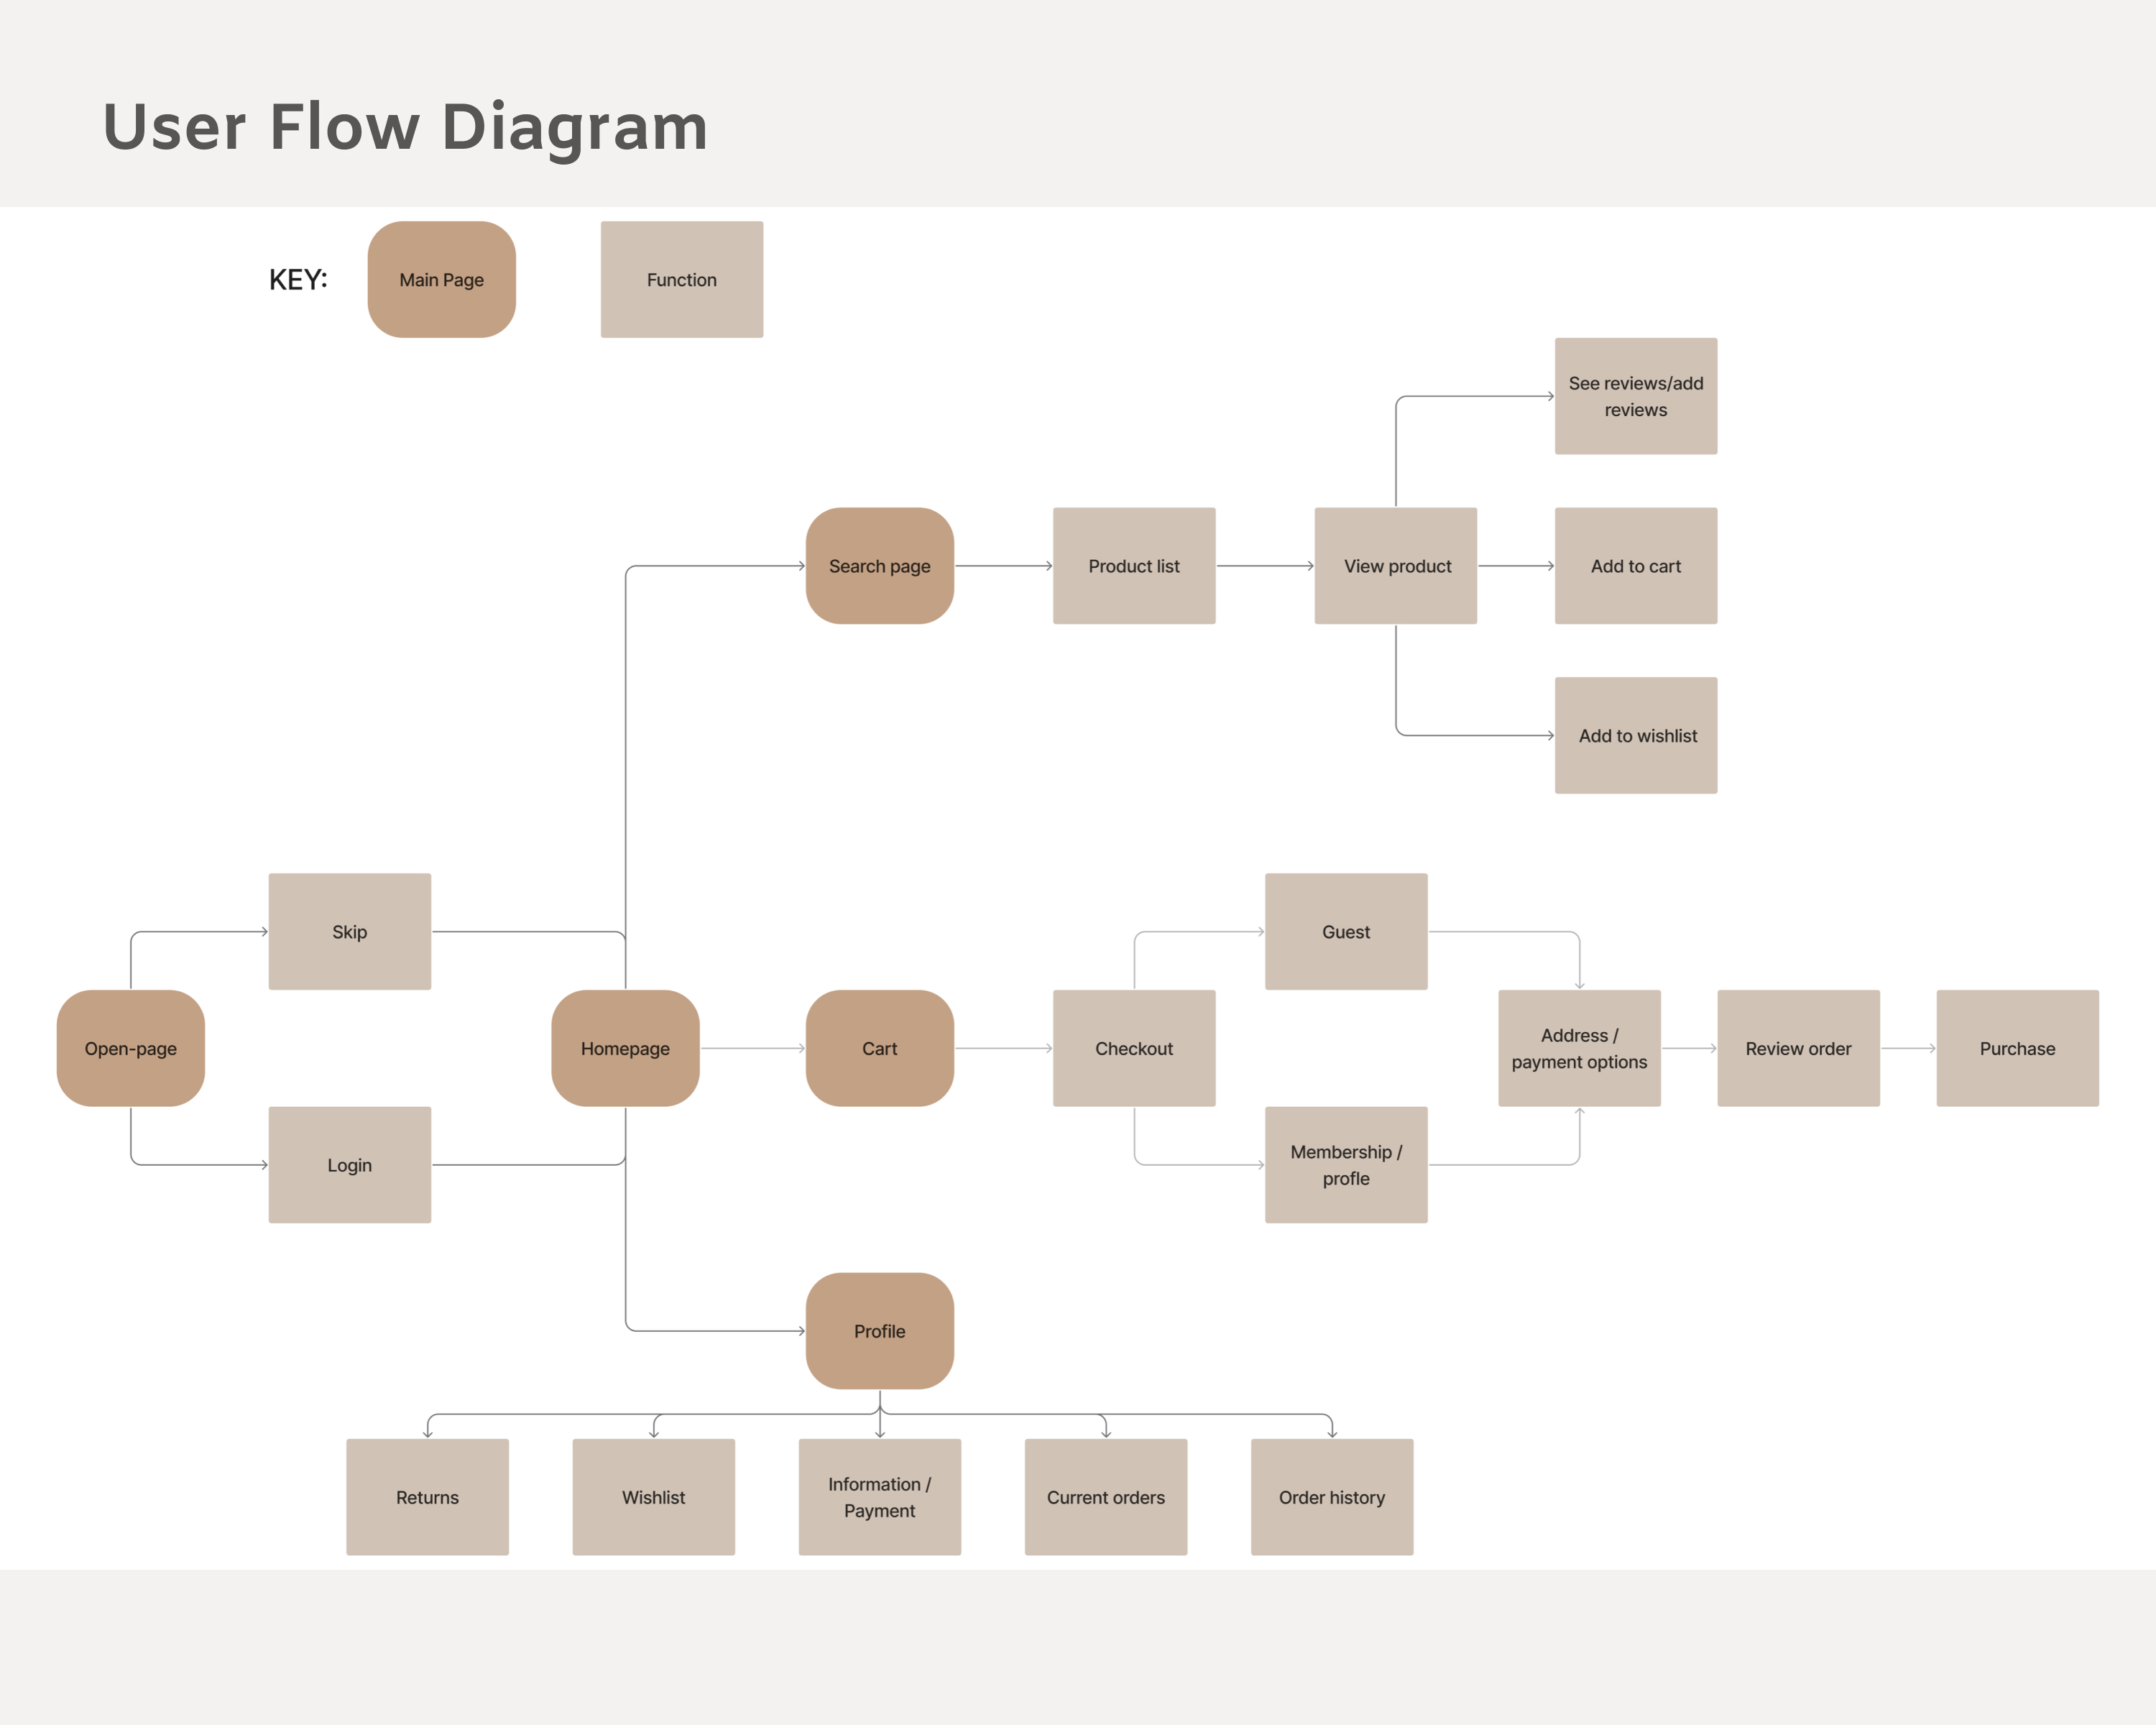 User Flow Diagram
KEY:
Main Page
Function
See reviews/add
reviews
Search page
Product list
View product
Add to cart
Add to wishlist
Skip
Guest
Open-page
Homepage
Cart
Checkout
Address /
payment options
Review order
Purchase
Login
Membership /
profle
Profile
Returns
Wishlist
Information /
Payment
Current orders
Order history